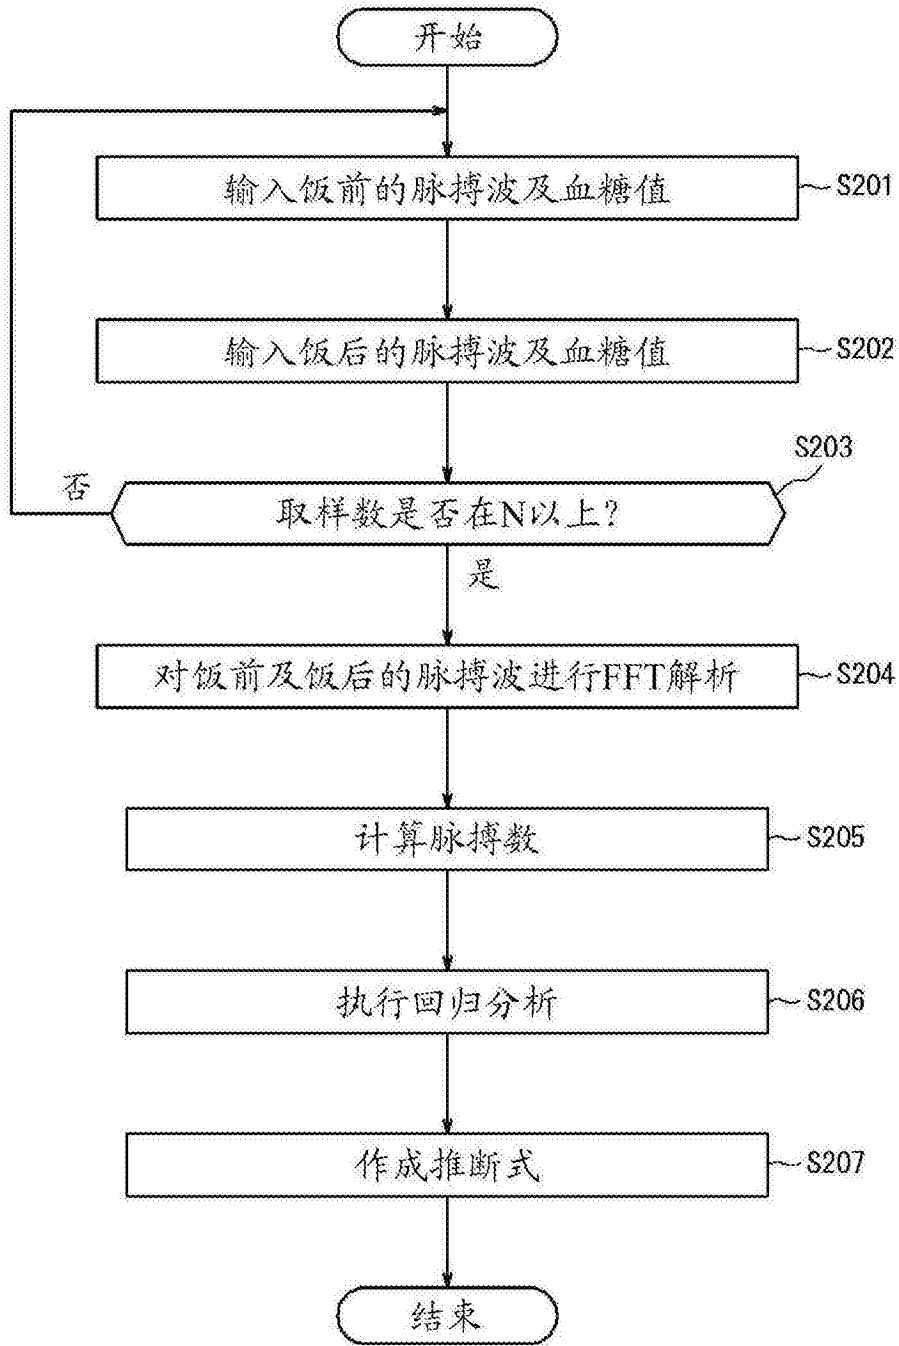 开始
输入饭前的脉搏波及血糖值
S201
输入饭后的脉搏波及血糖值
S202
S203
否
取样数是否在N以上?
是
对饭前及饭后的脉搏波进行FFT解析
S204
计算脉搏数
S205
执行回归分析
S206
作成推断式
S207
结束